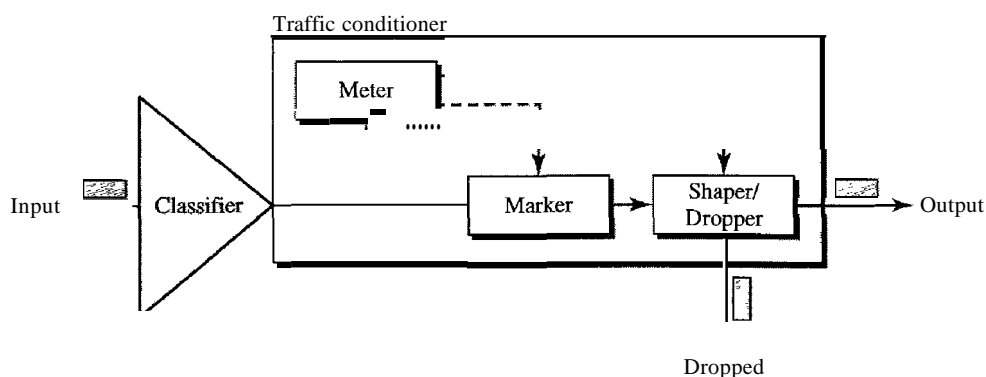 Traffic conditioner
Meter
Input
Classifier
Marker
Shaper/
Dropper
Output
Dropped